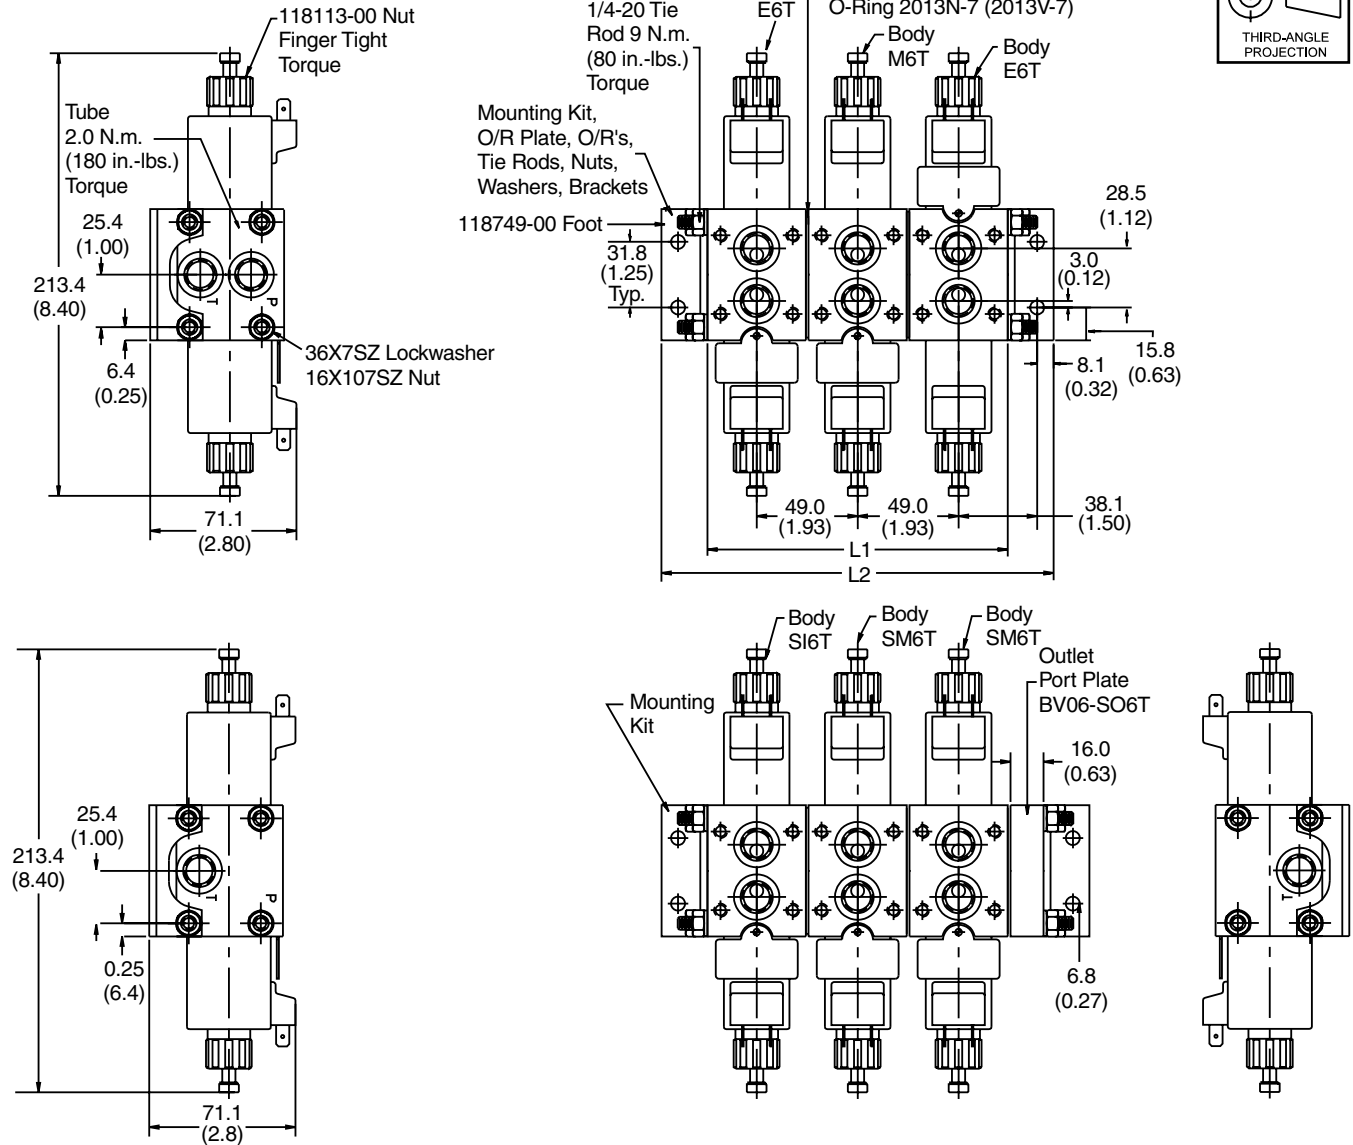 118113-00 Nut
Finger Tight
Torque
Tube
2.0 N.m.
(180 in.-lbs.)
Torque
25.4
(1.00)
213.4
(8.40)
6.4
(0.25)
T
P
36X7SZ Lockwasher
16X107SZ Nut
71.1
(2.80)
1/4-20 Tie
Rod 9 N.m.
(80 in.-lbs.)
Torque
E6T
O-Ring 2013N-7 (2013V-7)
Body
M6T
Body
E6T
THIRD-ANGLE
PROJECTION
Mounting Kit,
O/R Plate, O/R's,
Tie Rods, Nuts,
Washers, Brackets
118749-00 Foot
31.8
(1.25)
Typ.
28.5
(1.12)
3.0
(0.12)
15.8
(0.63)
8.1
(0.32)
49.0
(1.93)
49.0
(1.93)
38.1
(1.50)
L1
L2
213.4
(8.40)
25.4
(1.00)
T
P
0.25
(6.4)
71.1
(2.8)
Body
SI6T
Body
SM6T
Body
SM6T
Outlet
Port Plate
BV06-SO6T
Mounting
Kit
16.0
(0.63)
6.8
(0.27)
T